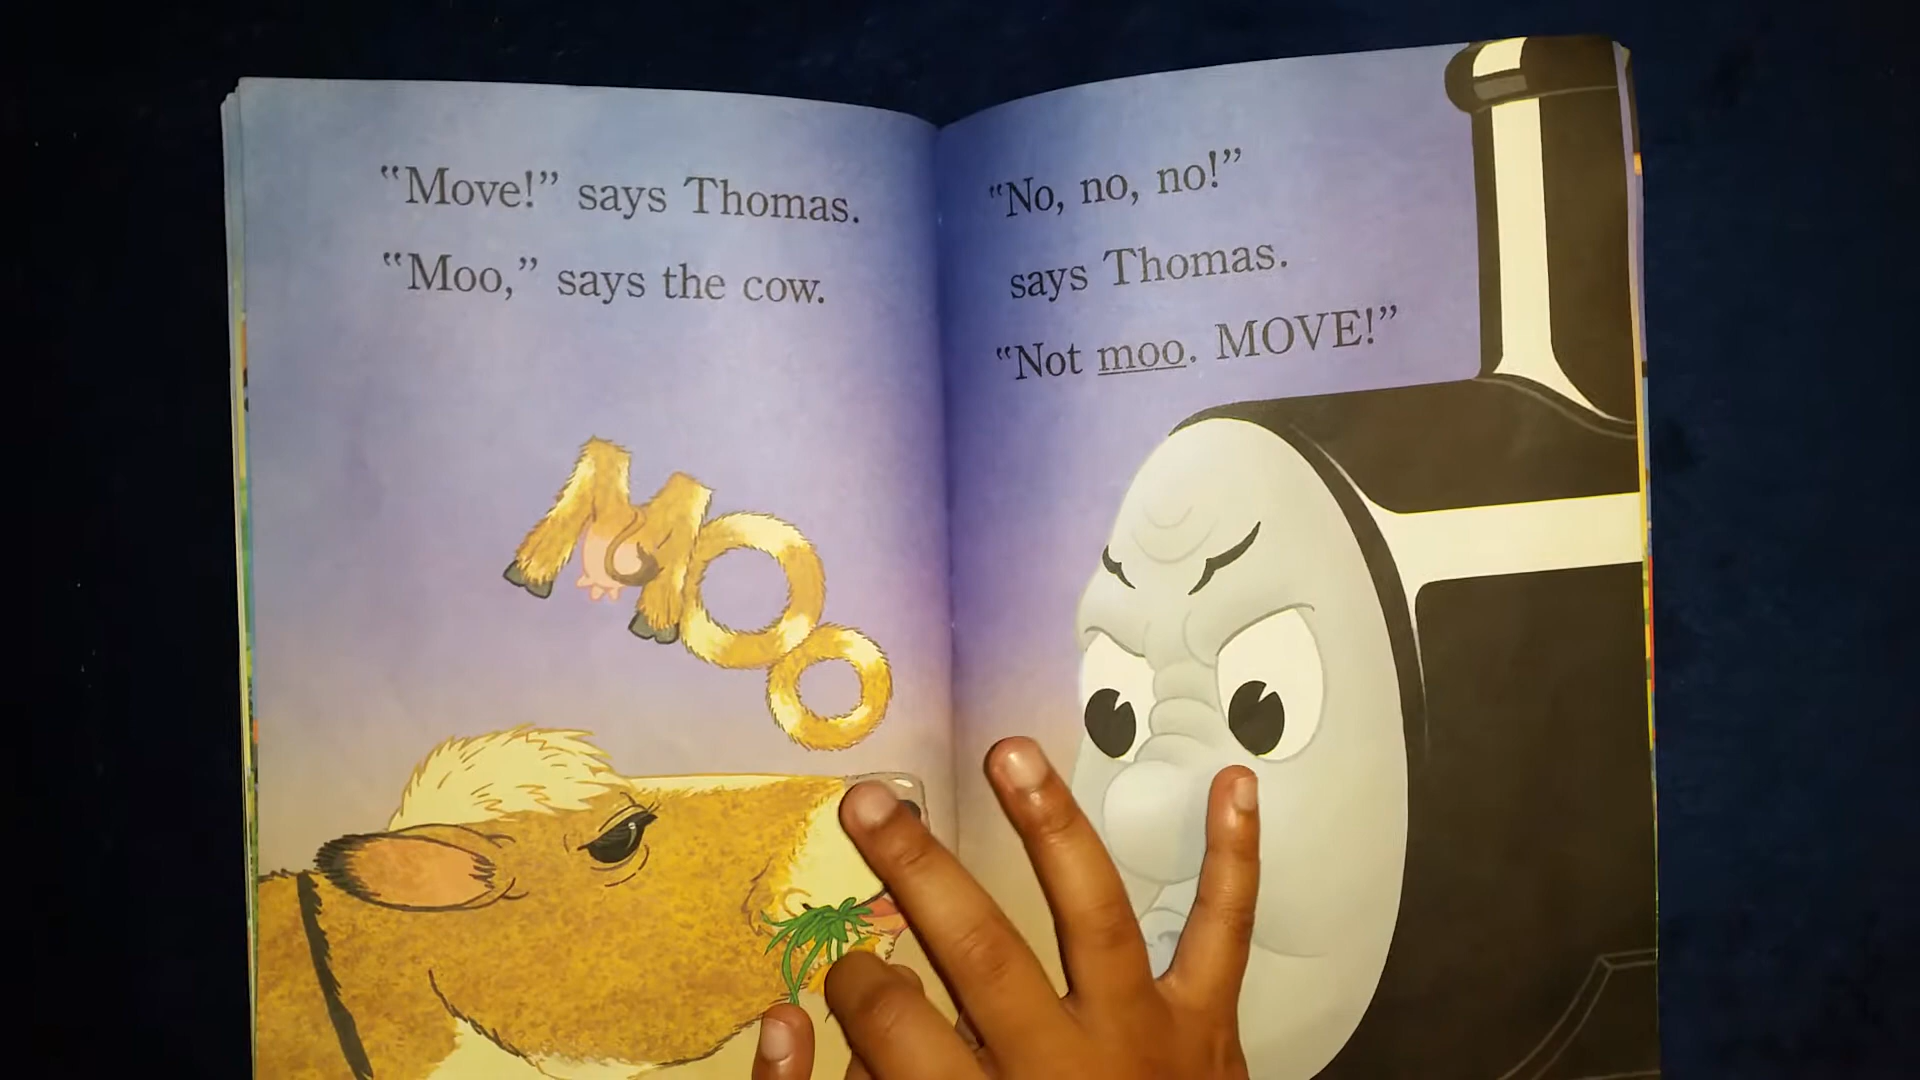 “Move!” says Thomas.
“Moo,” says the cow.
MOO
“No, no, no!”
says Thomas.
“Not moo. MOVE!”